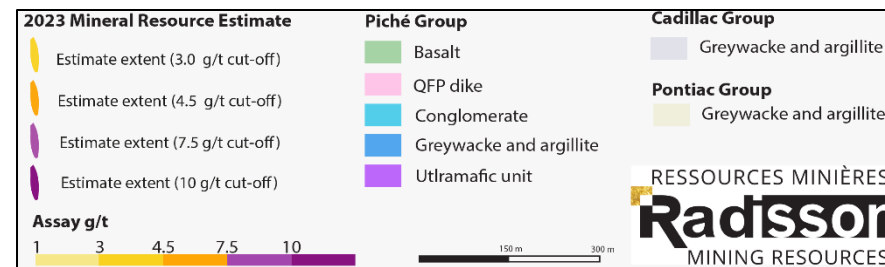 2023 Mineral Resource Estimate
Estimate extent (3.0 g/t cut-off)
Estimate extent (4.5 g/t cut-off)
Estimate extent (7.5 g/t cut-off)
Estimate extent (10 g/t cut-off)
Assay g/t
1 3 4.5 7.5 10
Piché Group
Basalt
QFP dike
Conglomerate
Greywacke and argillite
Utlramafic unit
150 m 300 m
Cadillac Group
Greywacke and argillite
Pontiac Group
Greywacke and argillite
RESSOURCES MINIÈRES
Radisson
MINING RESOURCES